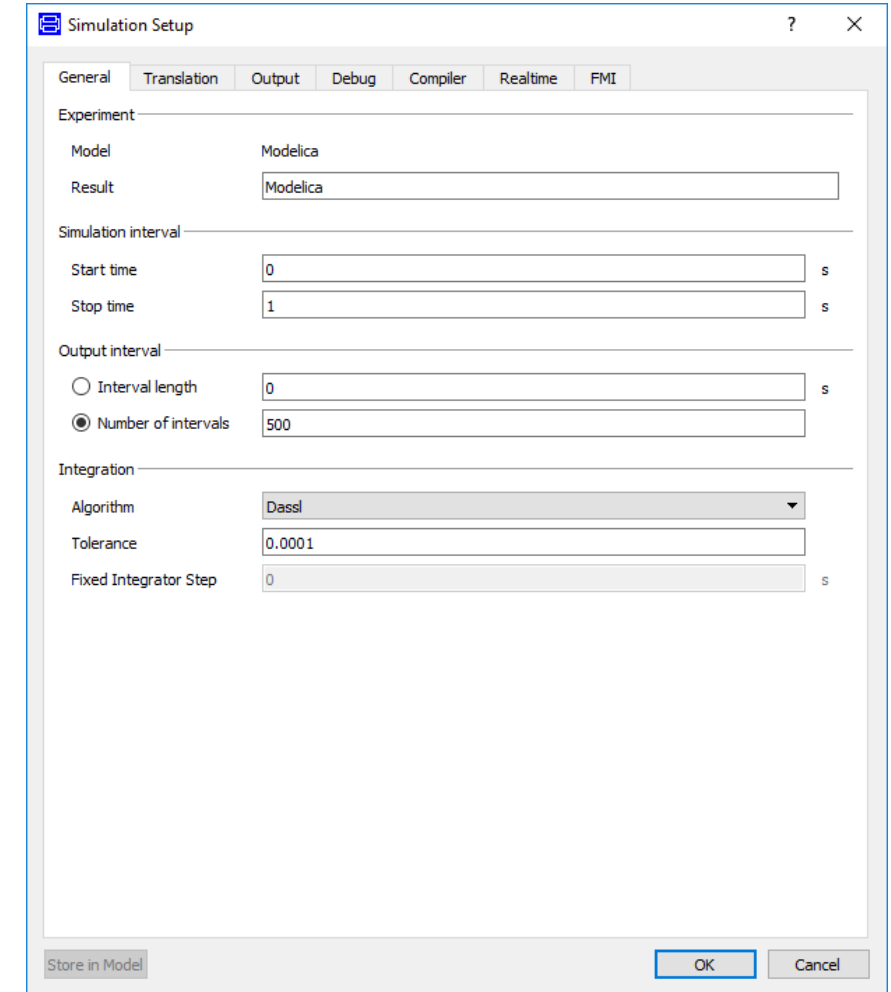 Simulation Setup ?
General Translation Output Debug Compiler Realtime FMI
Experiment
Model Modelica
Result Modelica
Simulation interval
Start time 0 s
Stop time 1 s
Output interval
Interval length 0 s
Number of intervals 500
Integration
Algorithm Dassl
Tolerance 0.0001
Fixed Integrator Step 0 s
Store in Model OK Cancel